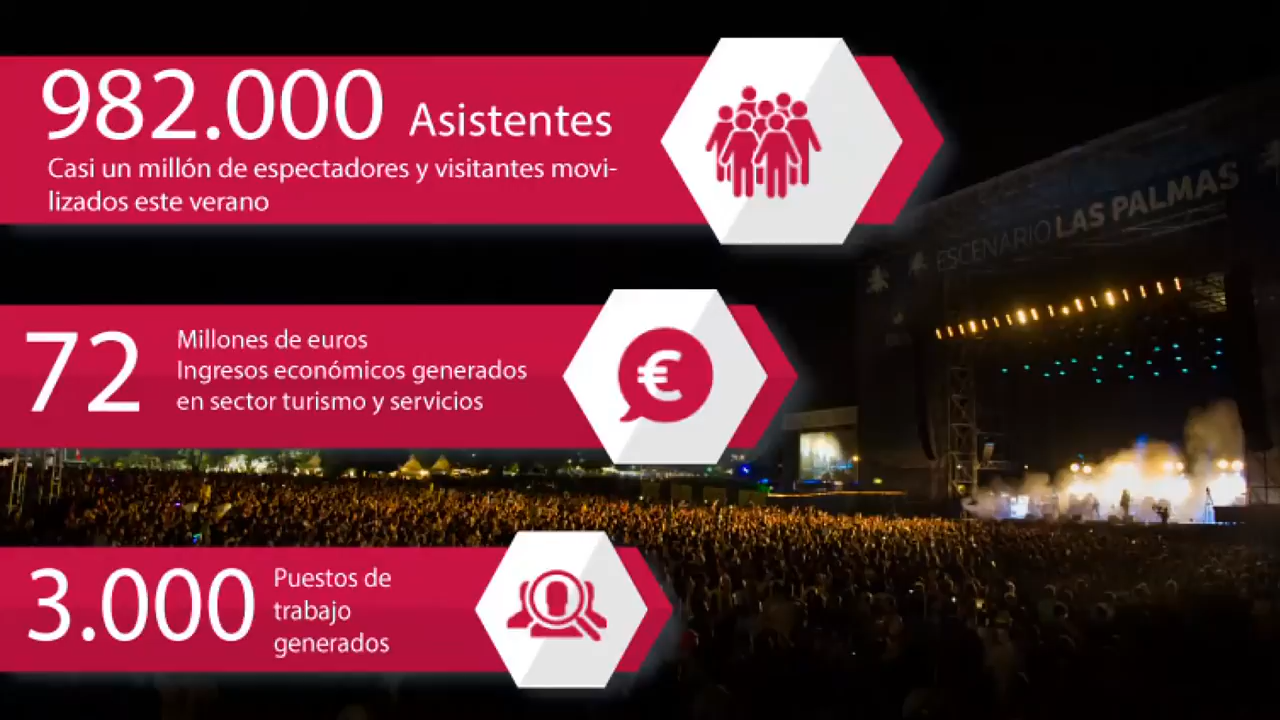 982.000 Asistentes
Casi un millón de espectadores y visitantes movi-
lizados este verano
ESCENARIO LAS PALMAS
72
Millones de euros
Ingresos económicos generados
en sector turismo y servicios
€
3.000
Puestos de
trabajo
generados